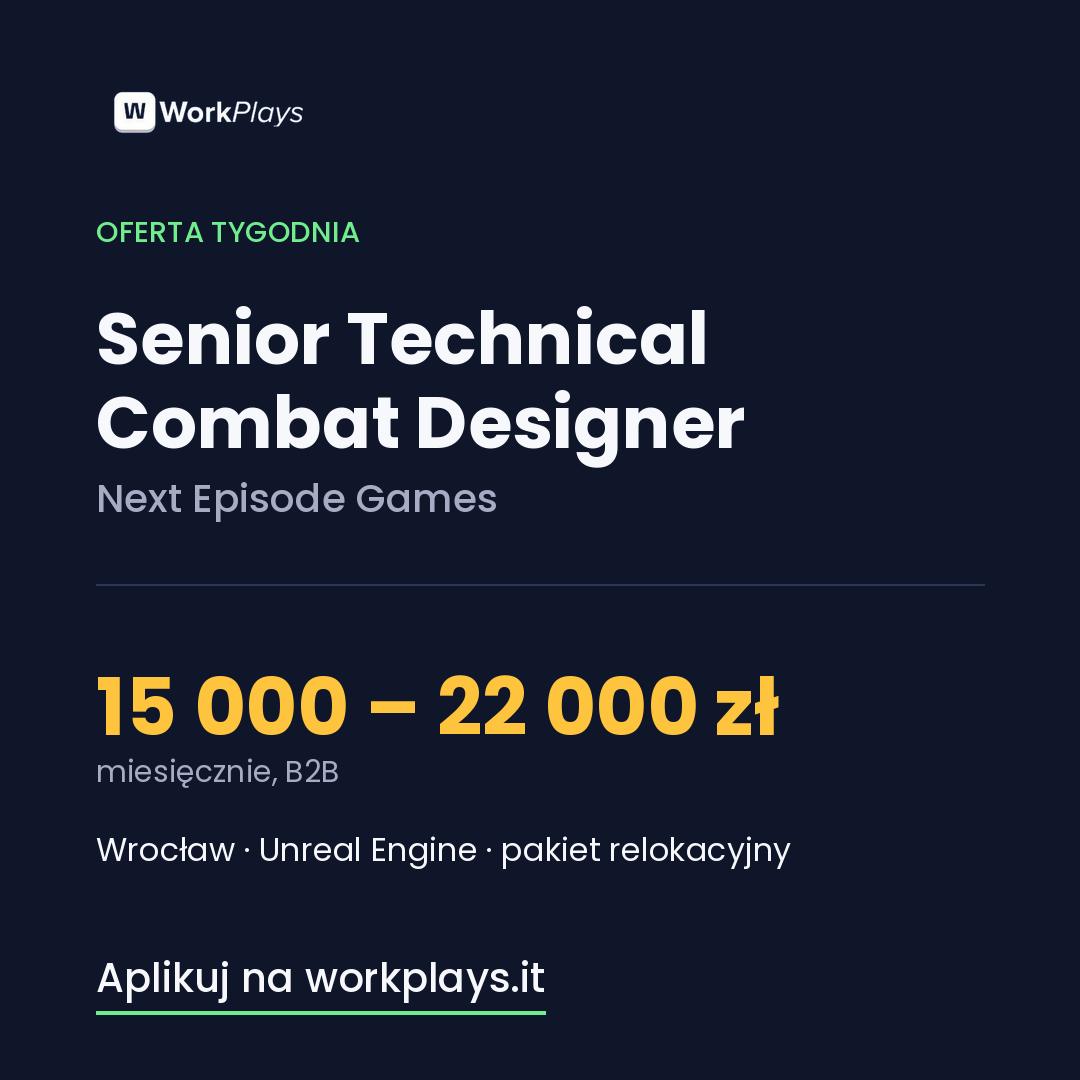 W WorkPlays
OFERTA TYGODNIA
Senior Technical
Combat Designer
Next Episode Games
15 000 – 22 000 zł
miesięcznie, B2B
Wrocław · Unreal Engine · pakiet relokacyjny
Aplikuj na workplays.it